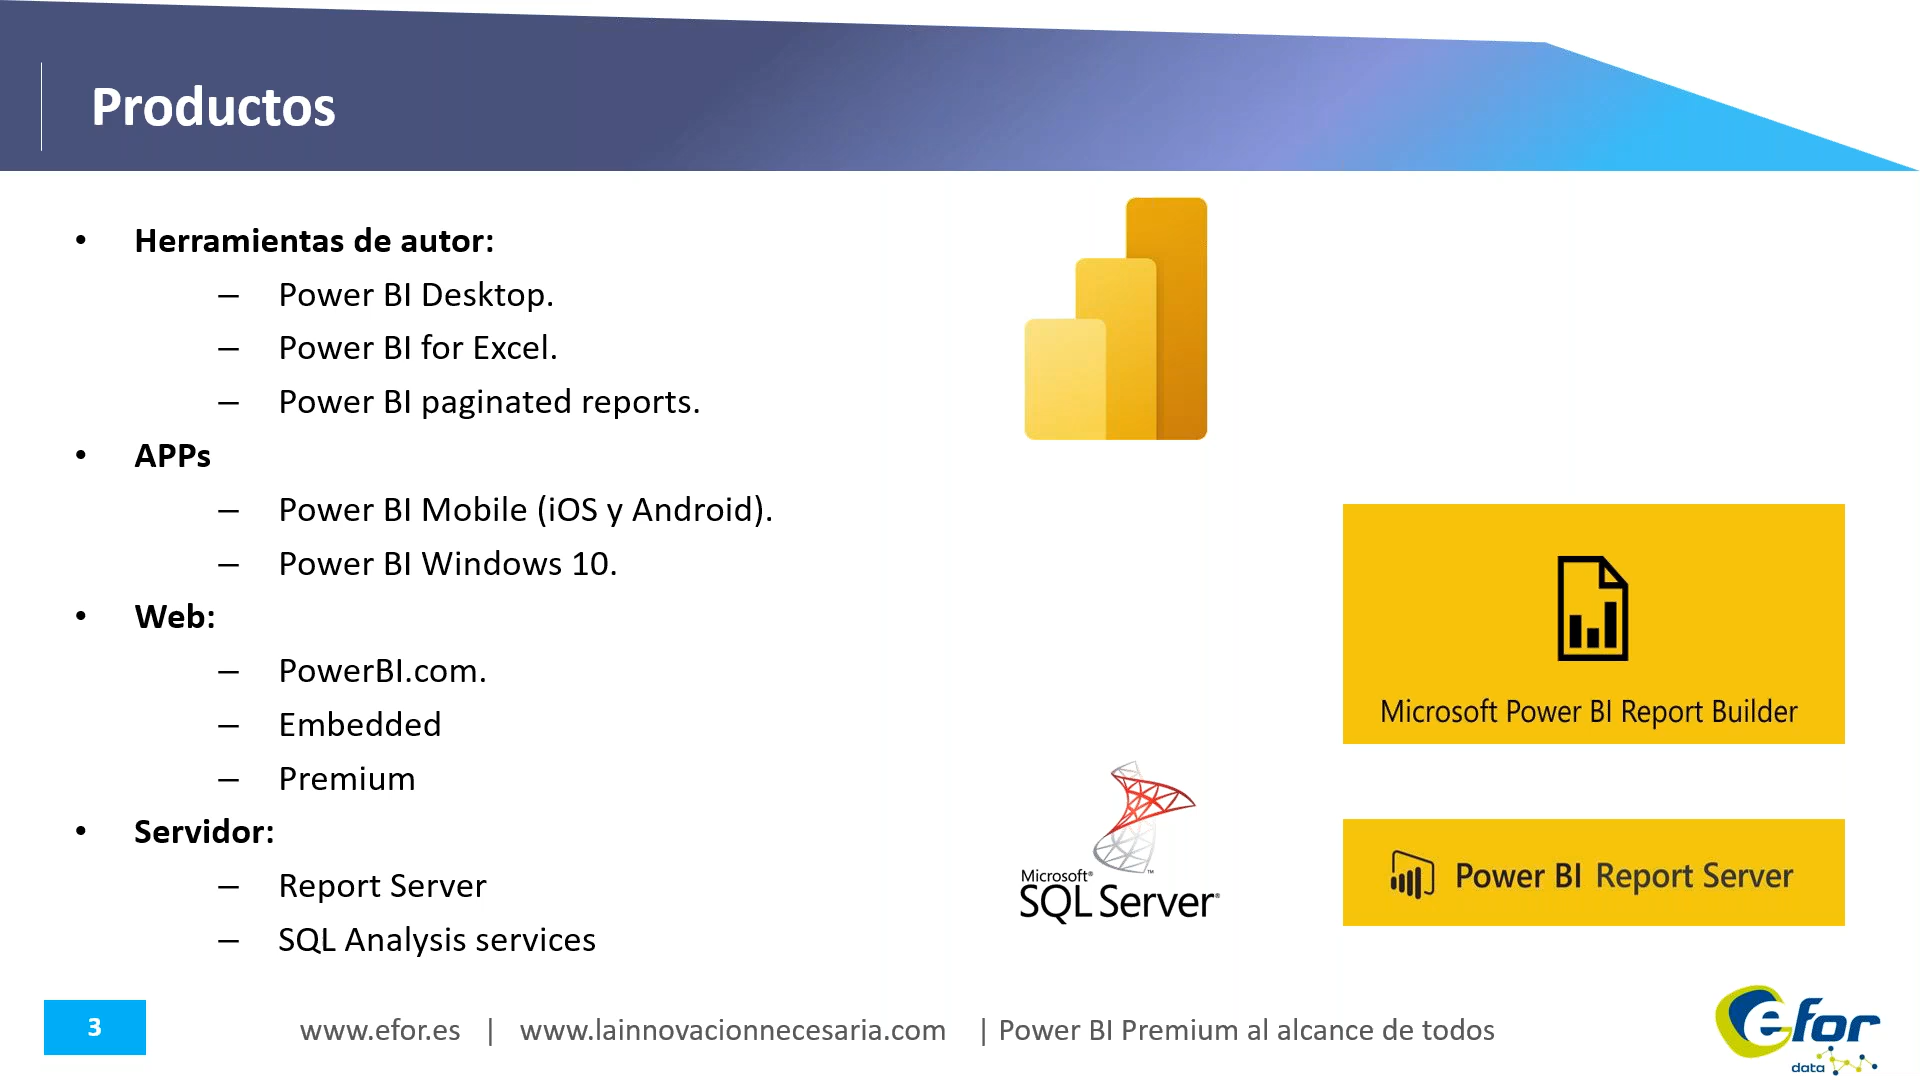 Productos
• Herramientas de autor:
– Power BI Desktop.
– Power BI for Excel.
– Power BI paginated reports.
• APPs
– Power BI Mobile (iOS y Android).
– Power BI Windows 10.
• Web:
– PowerBI.com.
– Embedded
– Premium
• Servidor:
– Report Server
– SQL Analysis services
Microsoft Power BI Report Builder
Microsoft®
SQL Server®
Power BI Report Server
3
www.efor.es | www.lainnovacionnecesaria.com | Power BI Premium al alcance de todos
efor
data